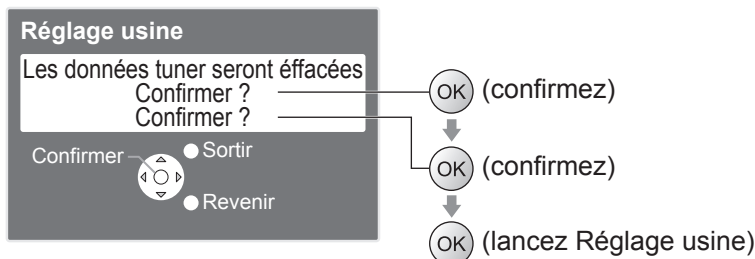 Réglage usine
Les données tuner seront éffacées
Confirmer ?
Confirmer ?
Confirmer
Sortir
Revenir
OK (confirmez)
OK (confirmez)
OK (lancez Réglage usine)